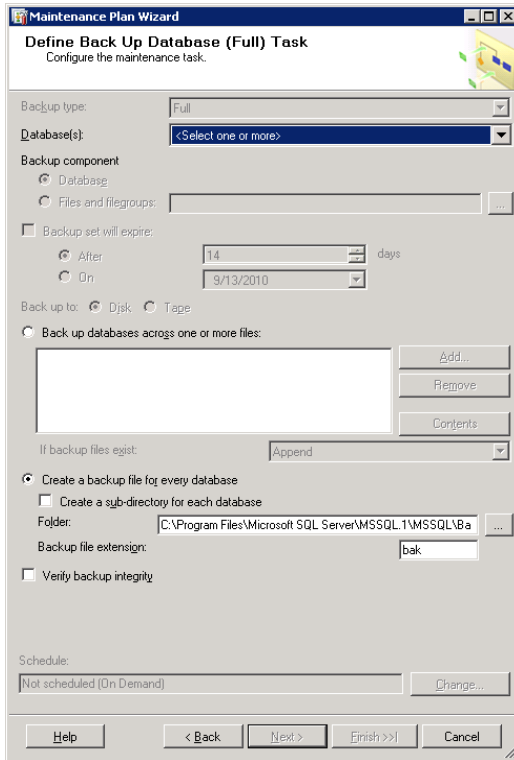 Maintenance Plan Wizard
Define Back Up Database (Full) Task
Configure the maintenance task.
Backup type: Full
Database(s): <Select one or more>
Backup component
Database
Files and filegroups: ...
Backup set will expire:
After 14 days
On 9/13/2010
Back up to: Disk Tape
Back up databases across one or more files:
Add...
Remove
Contents
If backup files exist: Append
Create a backup file for every database
Create a sub-directory for each database
Folder: C:\Program Files\Microsoft SQL Server\MSSQL.1\MSSQL\Ba ...
Backup file extension: bak
Verify backup integrity
Schedule:
Not scheduled (On Demand) Change...
Help < Back Next > Finish >>| Cancel